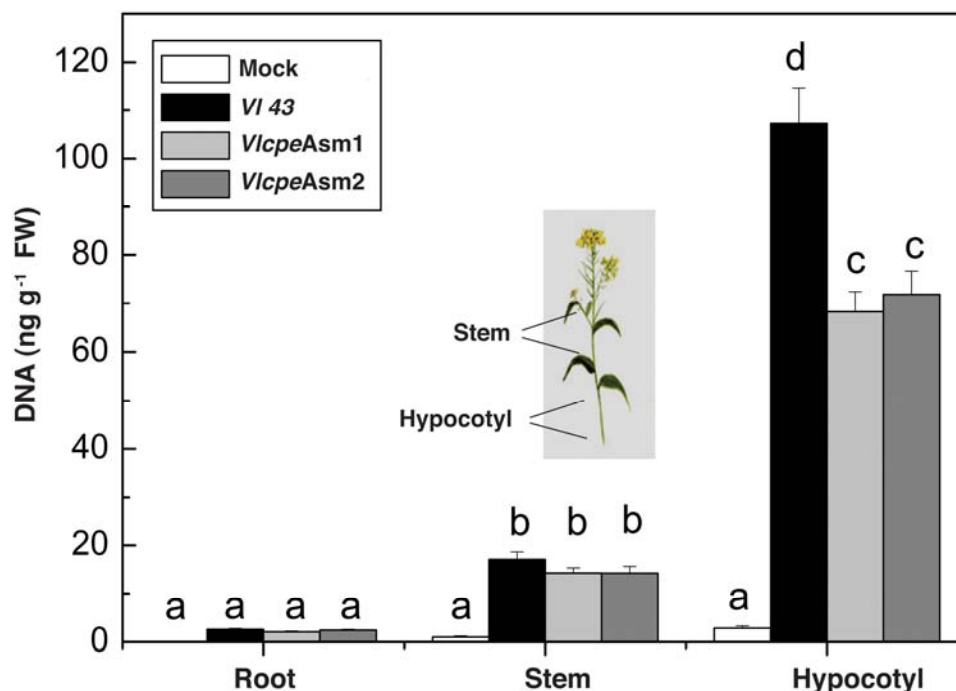 120
100
80
60
40
20
0
DNA (ng g⁻¹ FW)
Mock
Vl 43
VlcpeAsm1
VlcpeAsm2
Stem
Hypocotyl
a a a a
a b b b
a d c c
Root Stem Hypocotyl